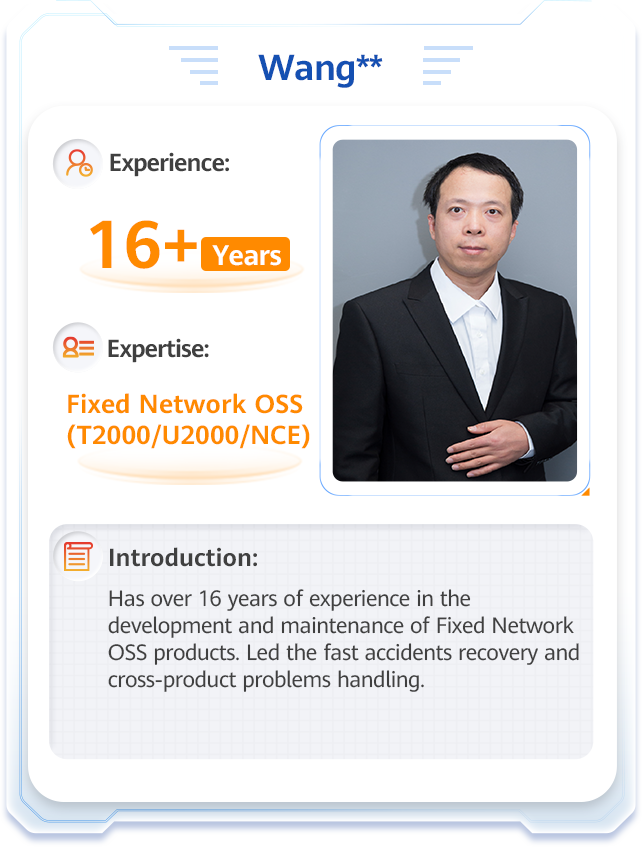 Wang**
Experience:
16+ Years
Expertise:
Fixed Network OSS
(T2000/U2000/NCE)
Introduction:
Has over 16 years of experience in the
development and maintenance of Fixed Network
OSS products. Led the fast accidents recovery and
cross-product problems handling.